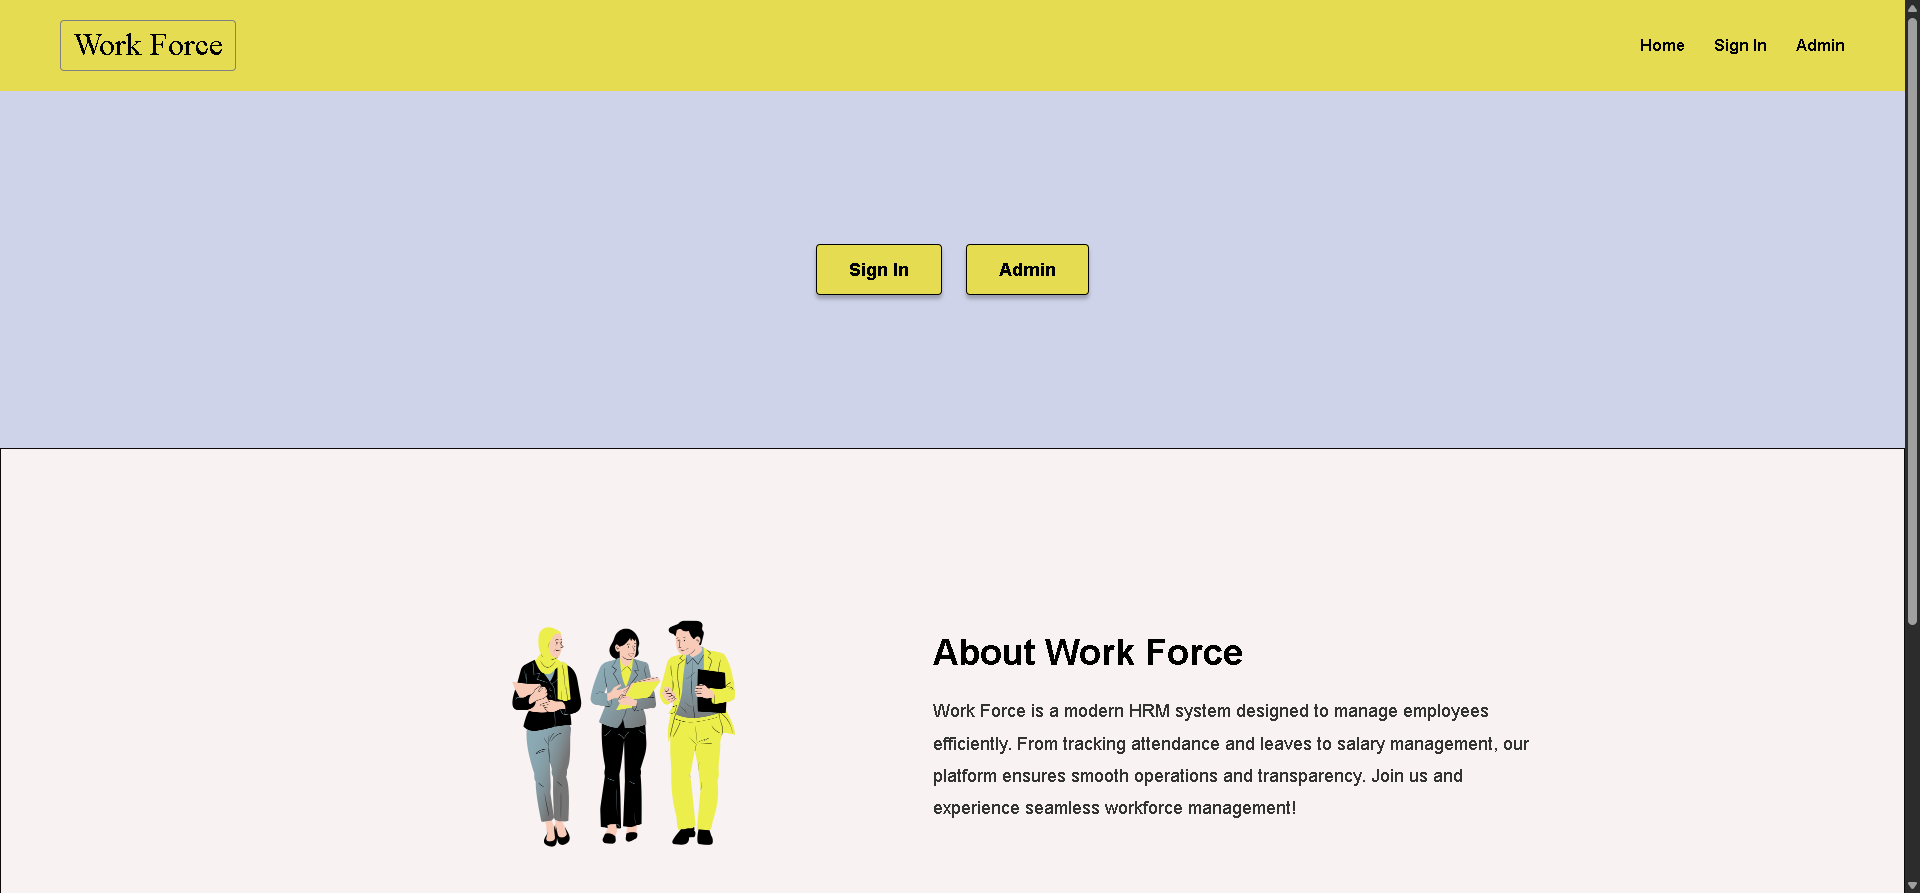 Work Force
Home Sign In Admin
Sign In Admin
About Work Force
Work Force is a modern HRM system designed to manage employees
efficiently. From tracking attendance and leaves to salary management, our
platform ensures smooth operations and transparency. Join us and
experience seamless workforce management!